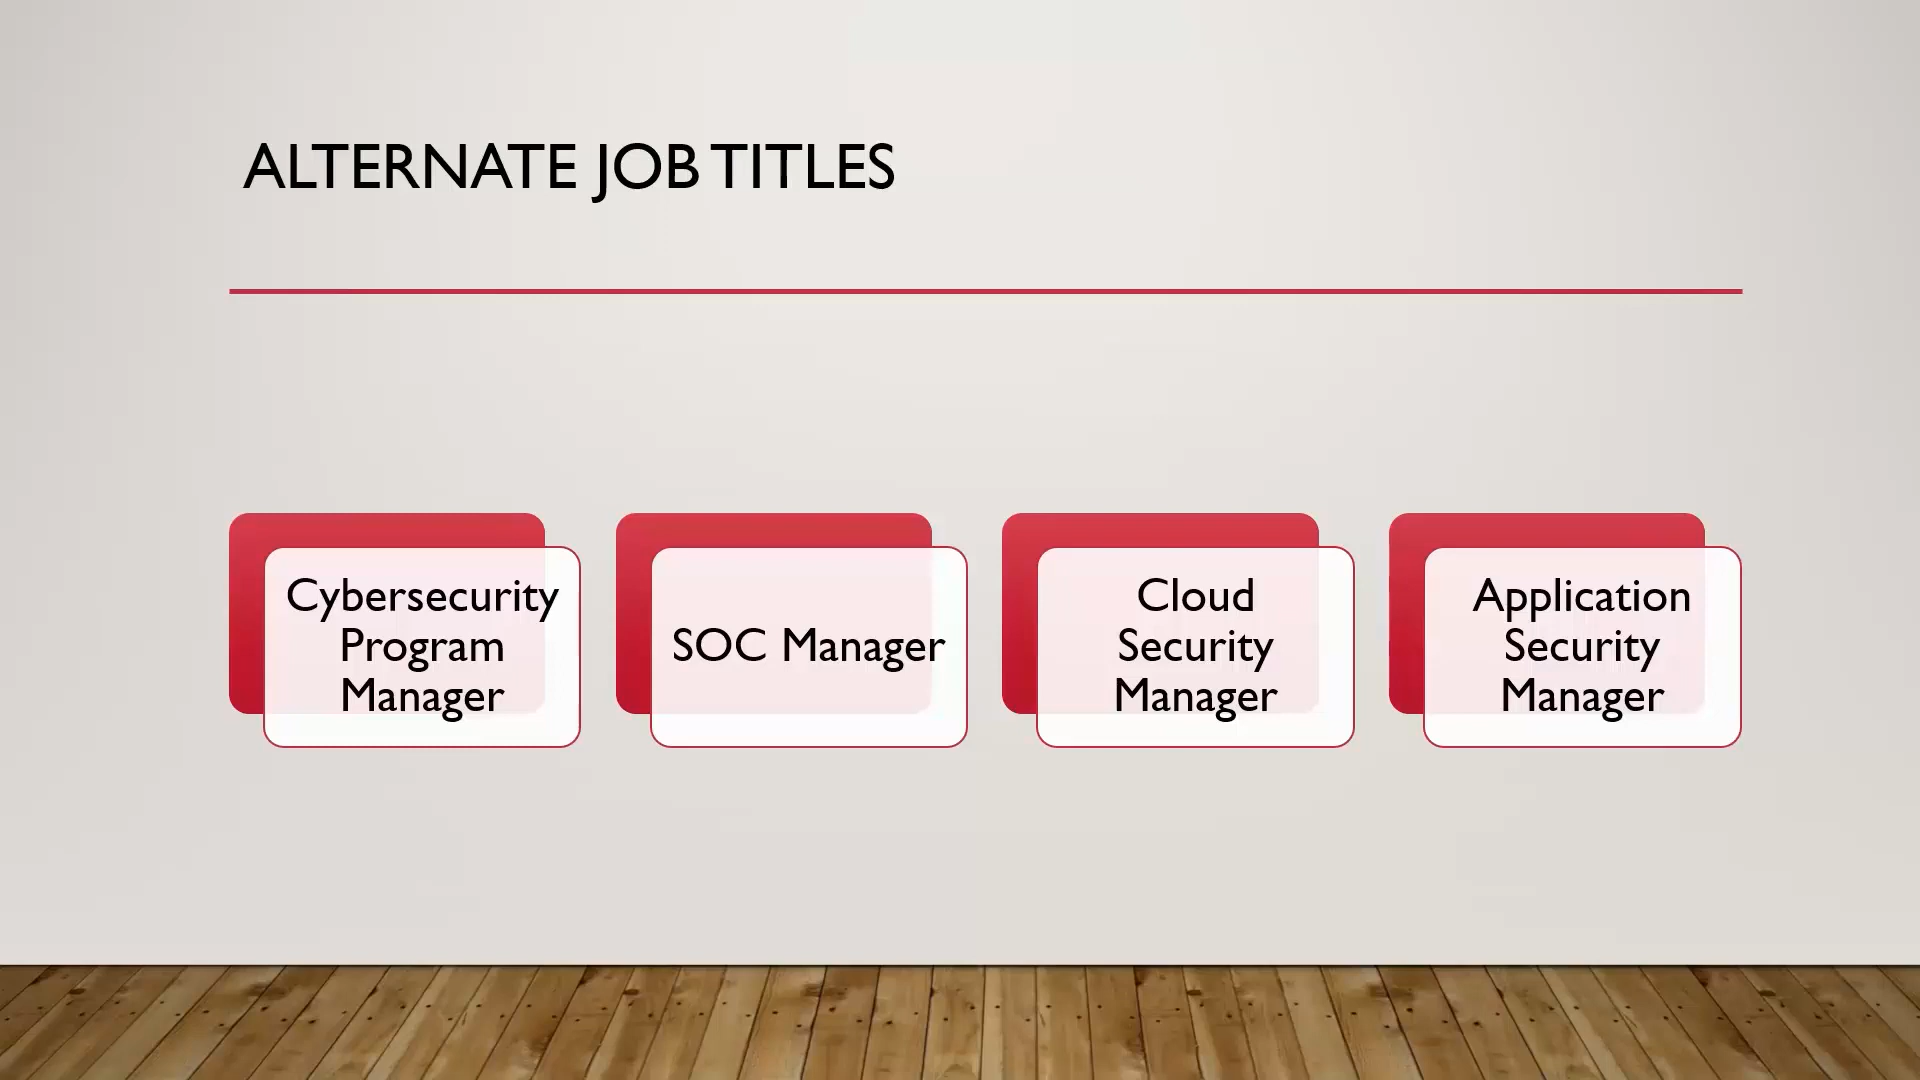 ALTERNATE JOB TITLES
Cybersecurity
Program
Manager
SOC Manager
Cloud
Security
Manager
Application
Security
Manager